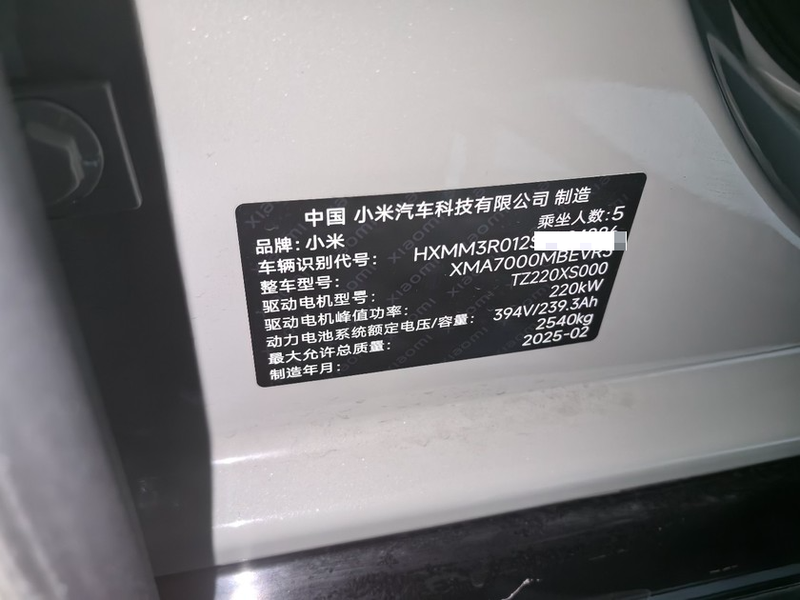 中国 小米汽车科技有限公司 制造
品牌: 小米 乘坐人数: 5
车辆识别代号: HXMM3R012
整车型号: XMA7000MBEVR5
驱动电机型号: TZ220XS000
驱动电机峰值功率: 220kW
动力电池系统额定电压/容量: 394V/239.3Ah
最大允许总质量: 2540kg
制造年月: 2025-02